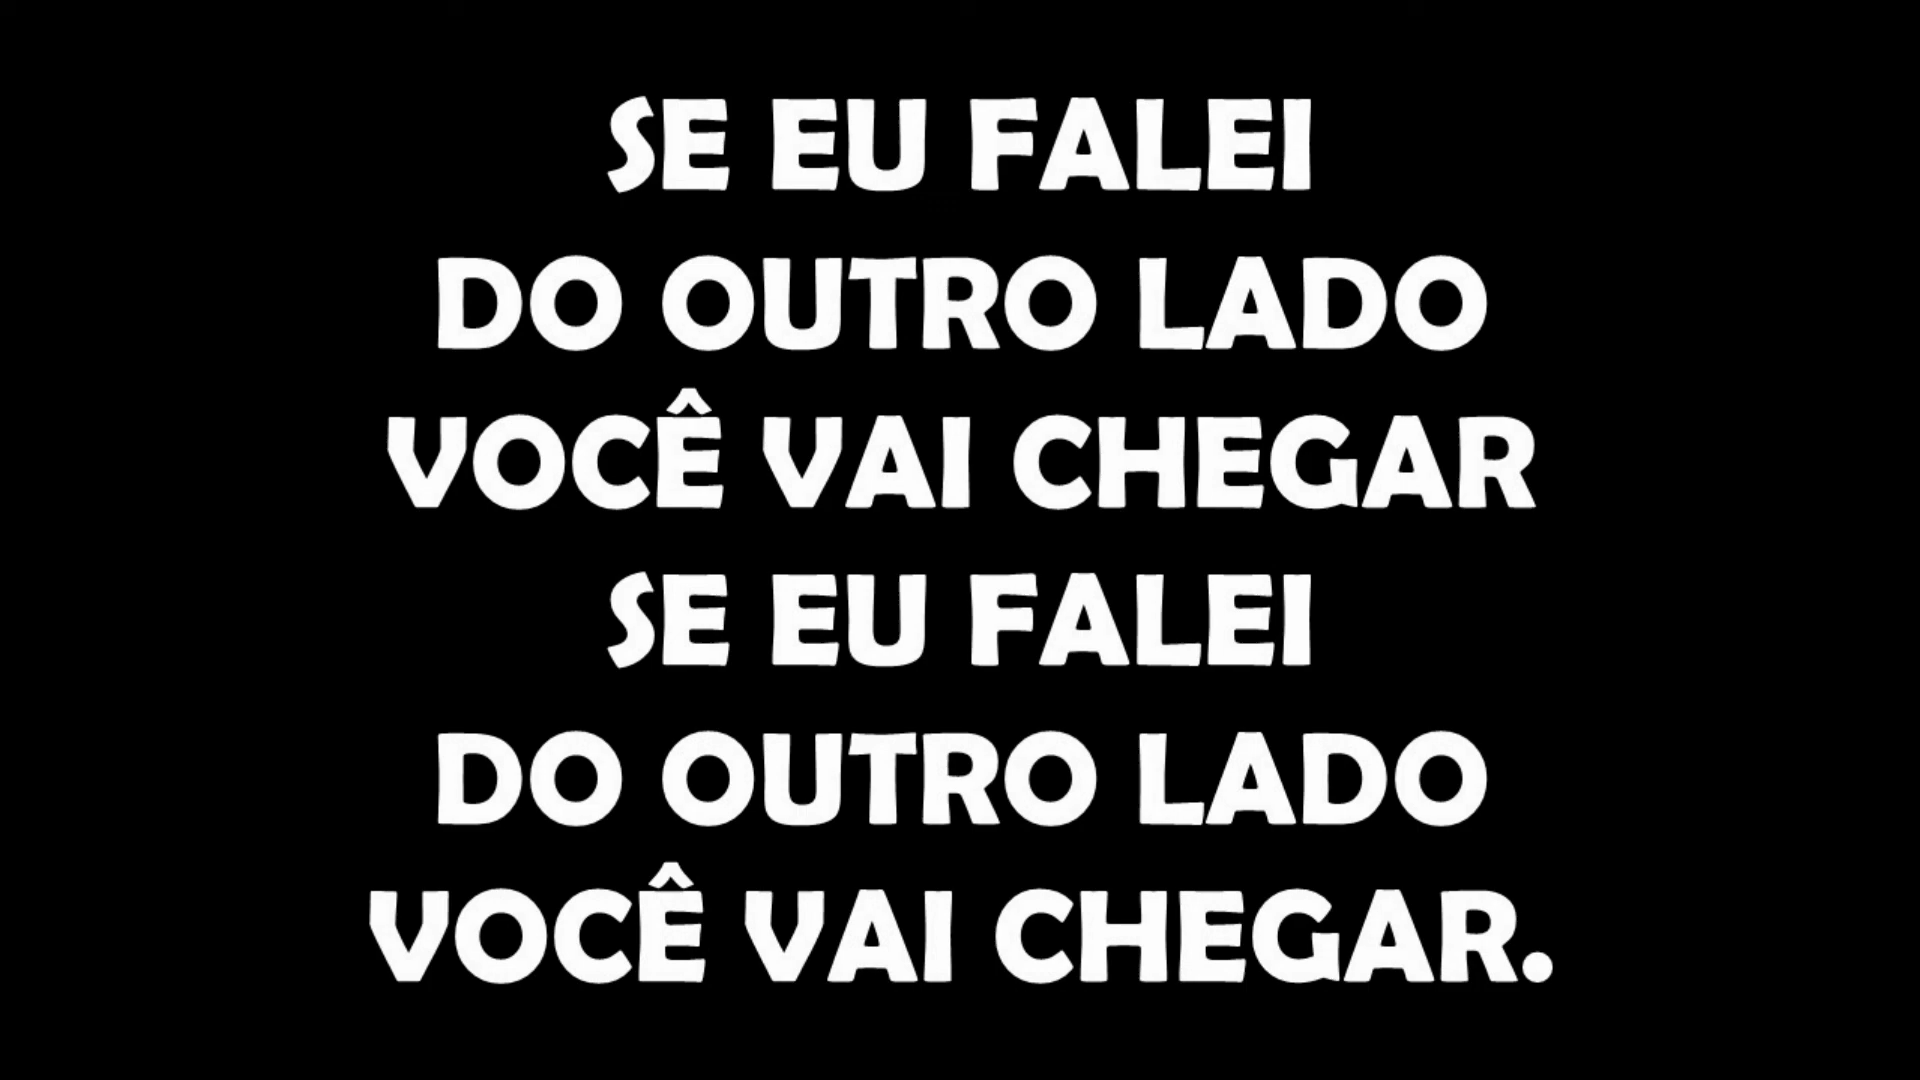 SE EU FALEI
DO OUTRO LADO
VOCÊ VAI CHEGAR
SE EU FALEI
DO OUTRO LADO
VOCÊ VAI CHEGAR.